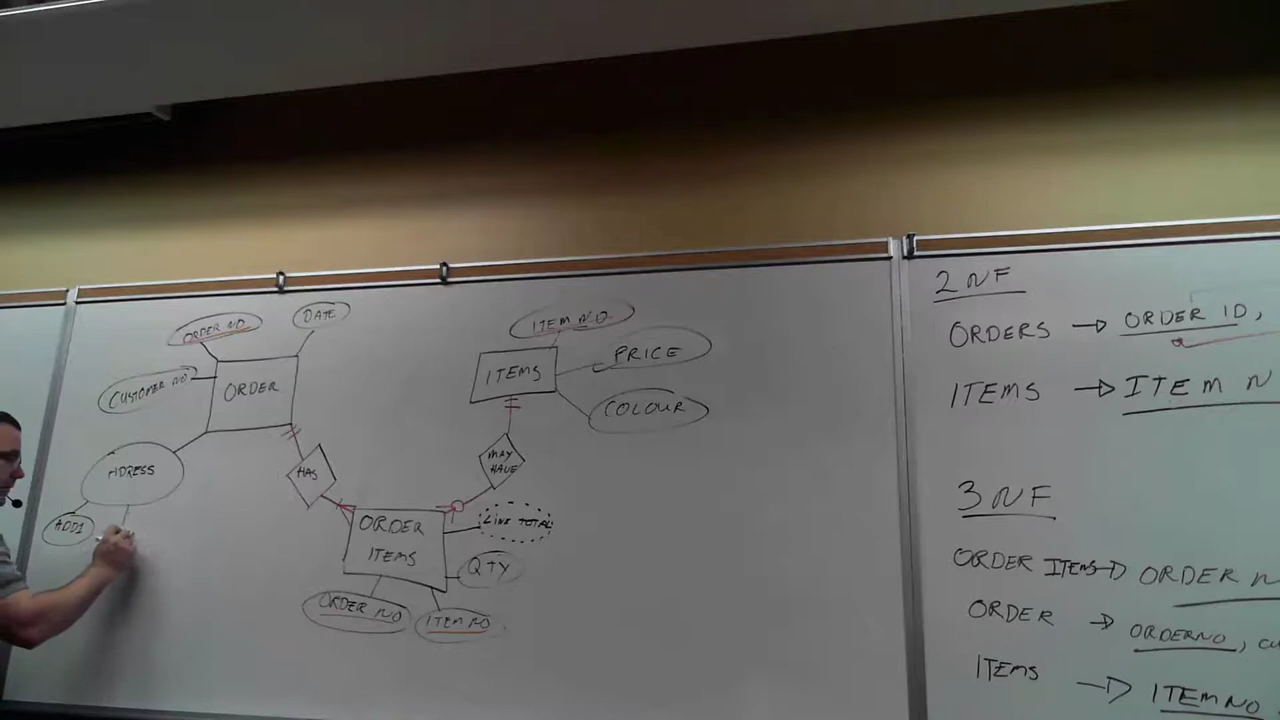 ORDER NO
DATE
CUSTOMER NO
ORDER
ADRESS
ADD1
HAS
ITEM NO
ITEMS
PRICE
COLOUR
MAY
HAVE
ORDER
ITEMS
LINE TOTAL
QTY
ORDER NO
ITEM NO
2NF
ORDERS → ORDER ID,
ITEMS → ITEM N
3NF
ORDER ITEMS → ORDER N
ORDER → ORDERNO, CU
ITEMS → ITEMNO